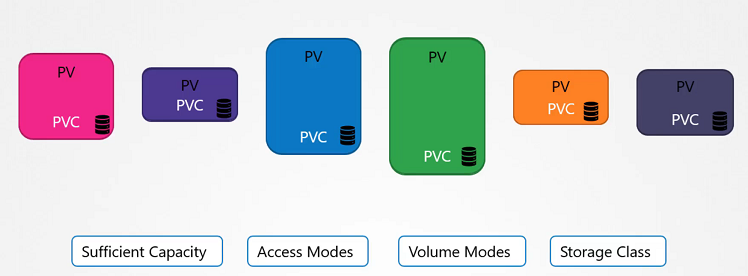 PV
PVC
PV
PVC
PV
PVC
PV
PVC
PV
PVC
PV
PVC
Sufficient Capacity
Access Modes
Volume Modes
Storage Class